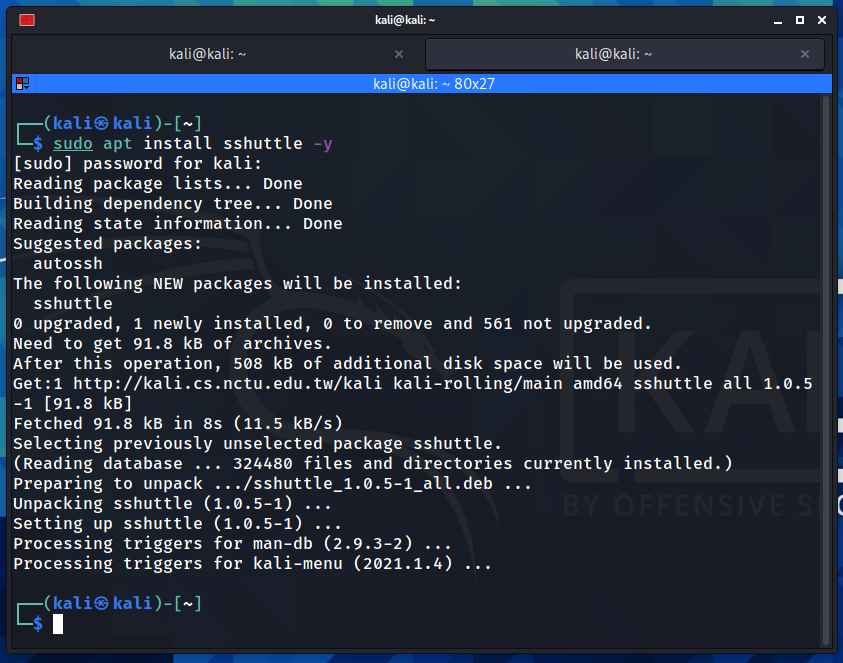 kali@kali: ~
kali@kali: ~
kali@kali: ~
kali@kali: ~ 80x27
┌──(kali㉿kali)-[~]
└─$ sudo apt install sshuttle -y
[sudo] password for kali:
Reading package lists... Done
Building dependency tree... Done
Reading state information... Done
Suggested packages:
  autossh
The following NEW packages will be installed:
  sshuttle
0 upgraded, 1 newly installed, 0 to remove and 561 not upgraded.
Need to get 91.8 kB of archives.
After this operation, 508 kB of additional disk space will be used.
Get:1 http://kali.cs.nctu.edu.tw/kali kali-rolling/main amd64 sshuttle all 1.0.5
-1 [91.8 kB]
Fetched 91.8 kB in 8s (11.5 kB/s)
Selecting previously unselected package sshuttle.
(Reading database ... 324480 files and directories currently installed.)
Preparing to unpack .../sshuttle_1.0.5-1_all.deb ...
Unpacking sshuttle (1.0.5-1) ...
Setting up sshuttle (1.0.5-1) ...
Processing triggers for man-db (2.9.3-2) ...
Processing triggers for kali-menu (2021.1.4) ...
┌──(kali㉿kali)-[~]
└─$
KAL
BY OFFENSIVE